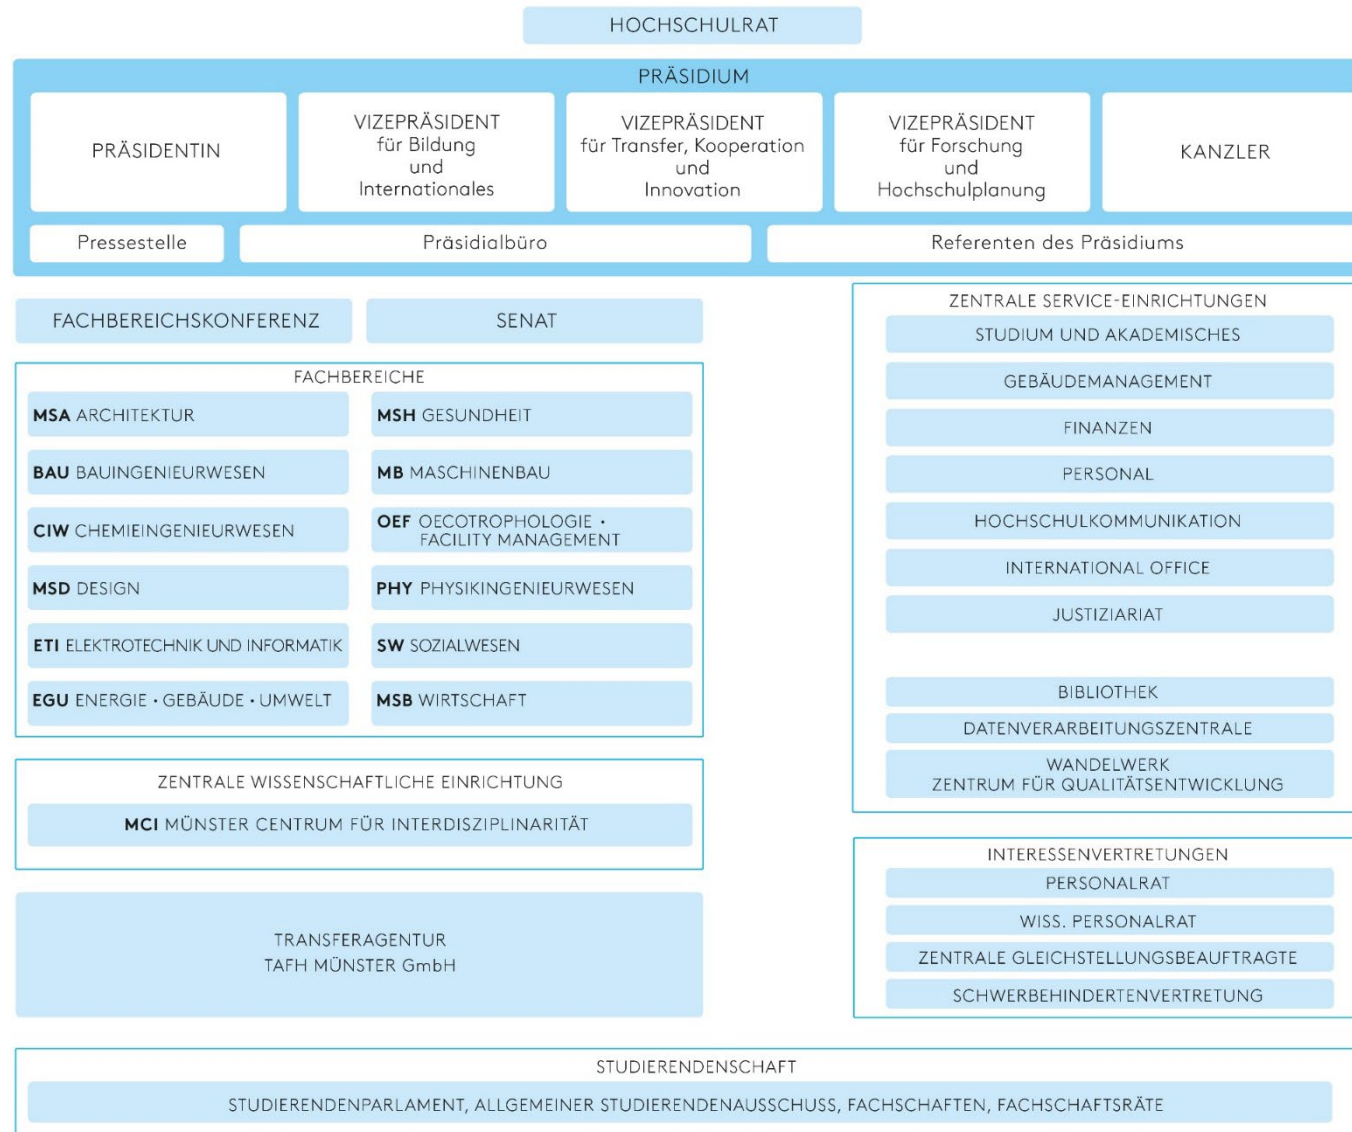 HOCHSCHULRAT
PRÄSIDIUM
PRÄSIDENTIN
VIZEPRÄSIDENT
für Bildung
und
Internationales
VIZEPRÄSIDENT
für Transfer, Kooperation
und
Innovation
VIZEPRÄSIDENT
für Forschung
und
Hochschulplanung
KANZLER
Pressestelle
Präsidialbüro
Referenten des Präsidiums
FACHBEREICHSKONFERENZ
SENAT
FACHBEREICHE
MSA ARCHITEKTUR
MSH GESUNDHEIT
BAU BAUINGENIEURWESEN
MB MASCHINENBAU
CIW CHEMIEINGENIEURWESEN
OEF OECOTROPHOLOGIE •
FACILITY MANAGEMENT
MSD DESIGN
PHY PHYSIKINGENIEURWESEN
ETI ELEKTROTECHNIK UND INFORMATIK
SW SOZIALWESEN
EGU ENERGIE • GEBÄUDE • UMWELT
MSB WIRTSCHAFT
ZENTRALE WISSENSCHAFTLICHE EINRICHTUNG
MCI MÜNSTER CENTRUM FÜR INTERDISZIPLINARITÄT
TRANSFERAGENTUR
TAFH MÜNSTER GmbH
ZENTRALE SERVICE-EINRICHTUNGEN
STUDIUM UND AKADEMISCHES
GEBÄUDEMANAGEMENT
FINANZEN
PERSONAL
HOCHSCHULKOMMUNIKATION
INTERNATIONAL OFFICE
JUSTIZIARIAT
BIBLIOTHEK
DATENVERARBEITUNGSZENTRALE
WANDELWERK
ZENTRUM FÜR QUALITÄTSENTWICKLUNG
INTERESSENVERTRETUNGEN
PERSONALRAT
WISS. PERSONALRAT
ZENTRALE GLEICHSTELLUNGSBEAUFTRAGTE
SCHWERBEHINDERTENVERTRETUNG
STUDIERENDENSCHAFT
STUDIERENDENPARLAMENT, ALLGEMEINER STUDIERENDENAUSSCHUSS, FACHSCHAFTEN, FACHSCHAFTSRÄTE